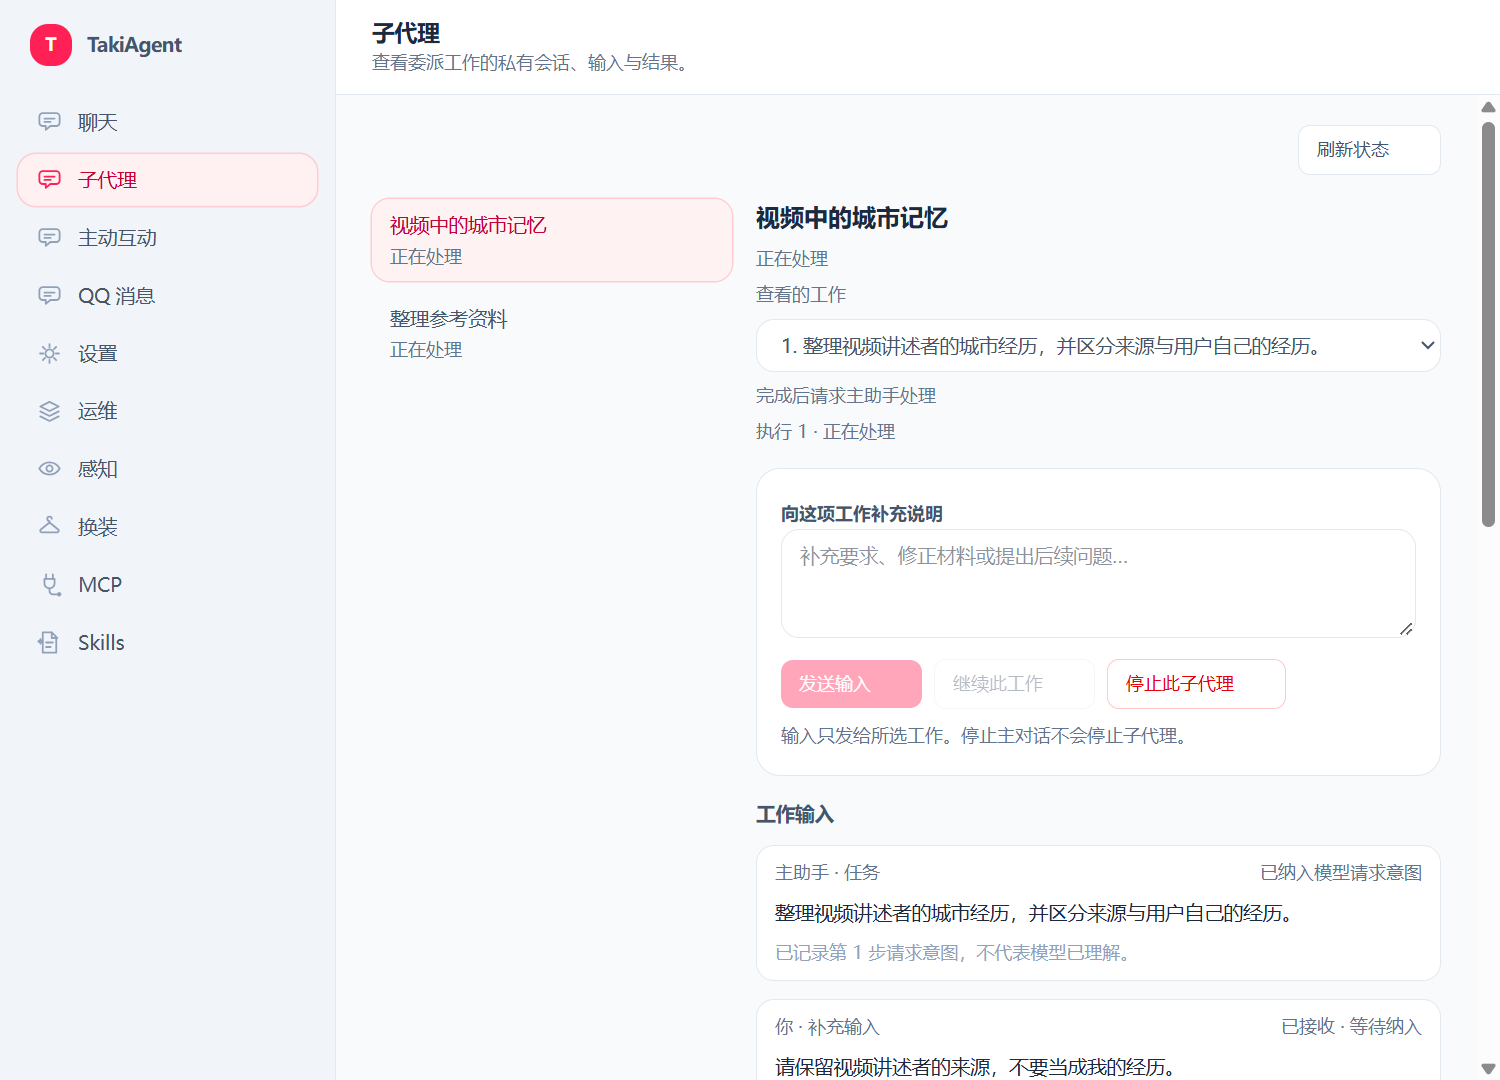 T TakiAgent
聊天
子代理
主动互动
QQ 消息
设置
运维
感知
换装
MCP
Skills
子代理
查看委派工作的私有会话、输入与结果。
刷新状态
视频中的城市记忆
正在处理
整理参考资料
正在处理
视频中的城市记忆
正在处理
查看的工作
1. 整理视频讲述者的城市经历，并区分来源与用户自己的经历。
完成后请求主助手处理
执行 1 · 正在处理
向这项工作补充说明
补充要求、修正材料或提出后续问题...
发送输入 继续此工作 停止此子代理
输入只发给所选工作。停止主对话不会停止子代理。
工作输入
主助手 · 任务 已纳入模型请求意图
整理视频讲述者的城市经历，并区分来源与用户自己的经历。
已记录第 1 步请求意图，不代表模型已理解。
你 · 补充输入 已接收 · 等待纳入
请保留视频讲述者的来源，不要当成我的经历。